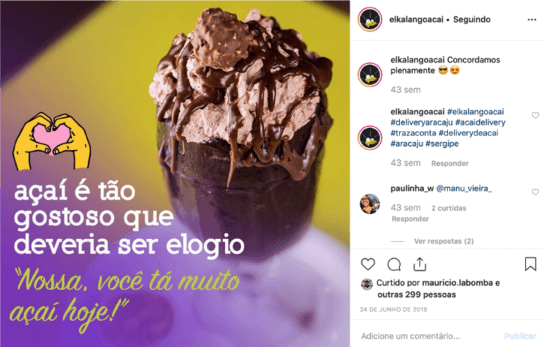 açaí é tão
gostoso que
deveria ser elogio
"Nossa, você tá muito
açaí hoje!"
elkalangoacai • Seguindo
elkalangoacai Concordamos
plenamente 😎😍
43 sem
elkalangoacai #elkalangoacai
#deliveryaracaju #acaidelivery
#trazaconta #deliverydeacai
#aracaju #sergipe
43 sem Responder
paulinha_w @manu_vieira_
43 sem 2 curtidas
Responder
Ver respostas (2)
Curtido por mauricio.labomba e
outras 299 pessoas
24 DE JUNHO DE 2018
Adicione um comentário...
Publicar